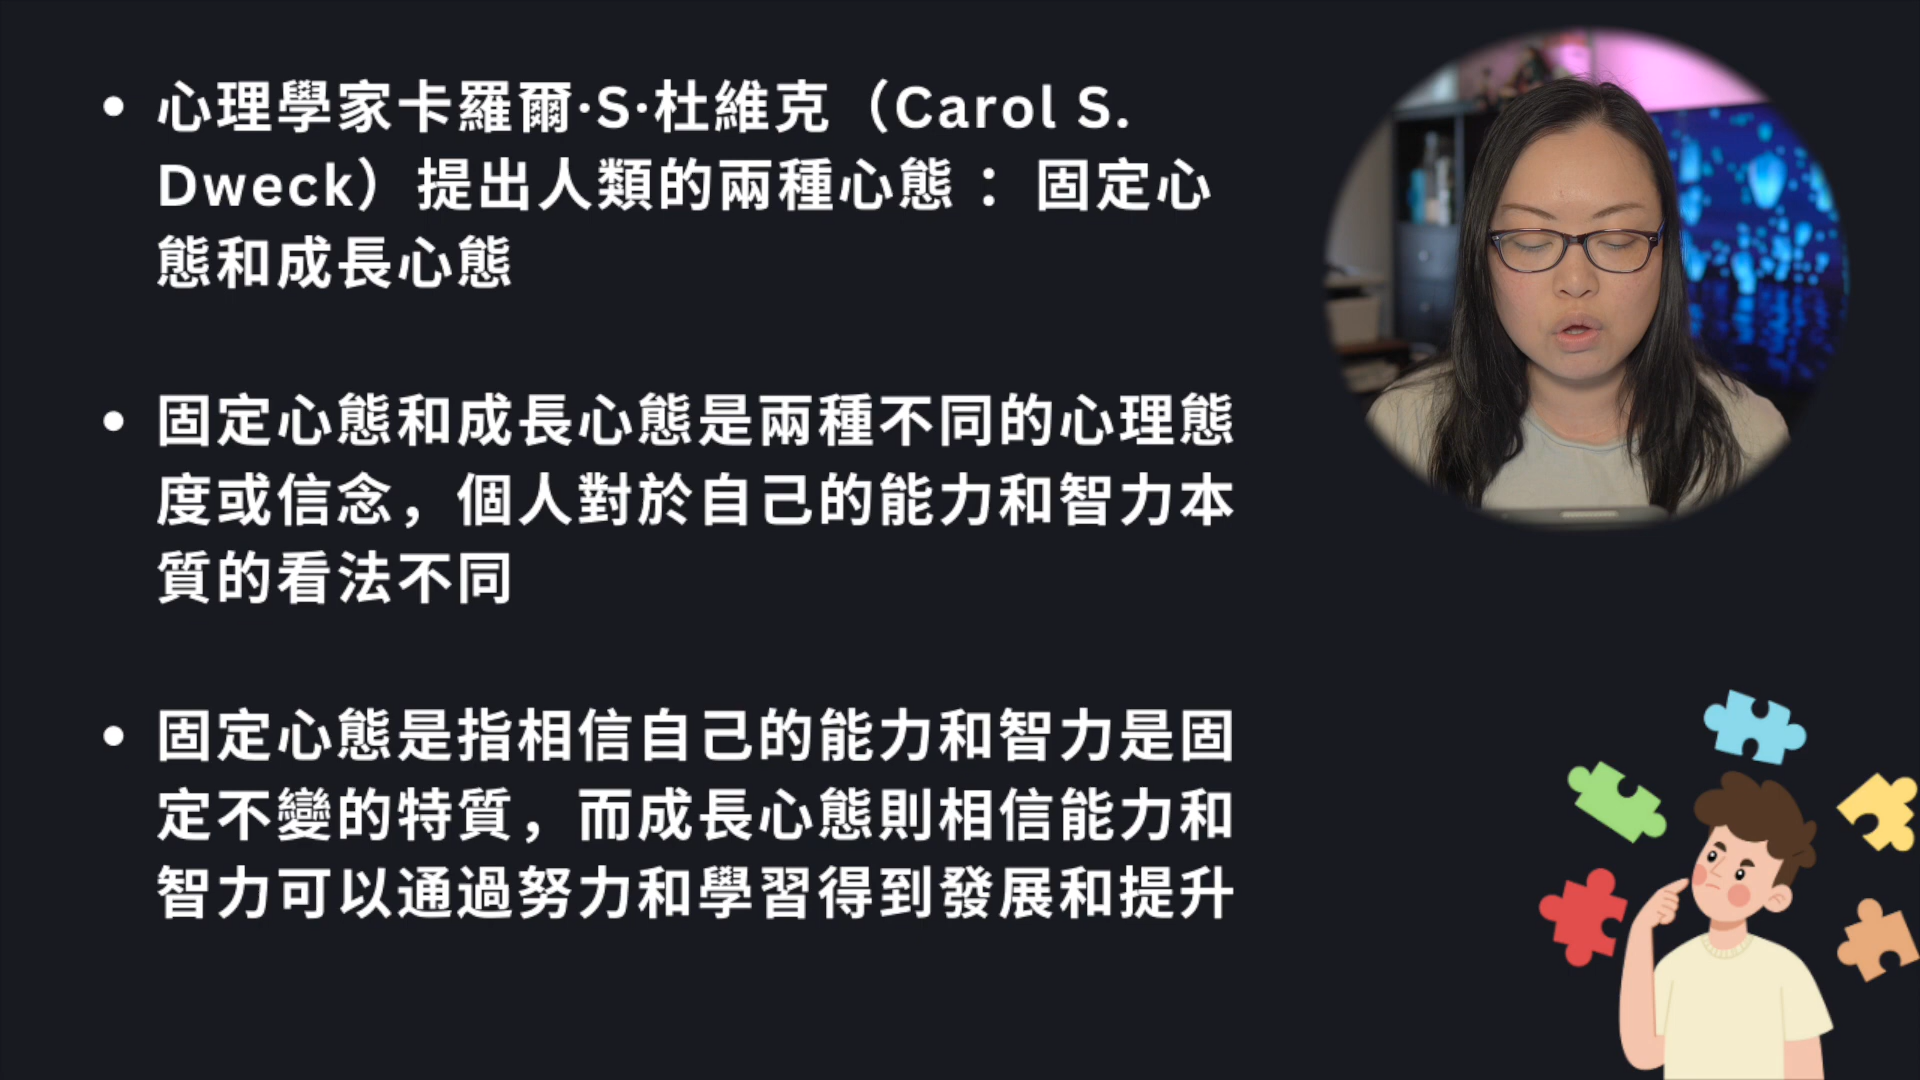 心理學家卡羅爾·S·杜維克（Carol S.
Dweck）提出人類的兩種心態 ： 固定心
態和成長心態
固定心態和成長心態是兩種不同的心理態
度或信念，個人對於自己的能力和智力本
質的看法不同
固定心態是指相信自己的能力和智力是固
定不變的特質，而成長心態則相信能力和
智力可以通過努力和學習得到發展和提升